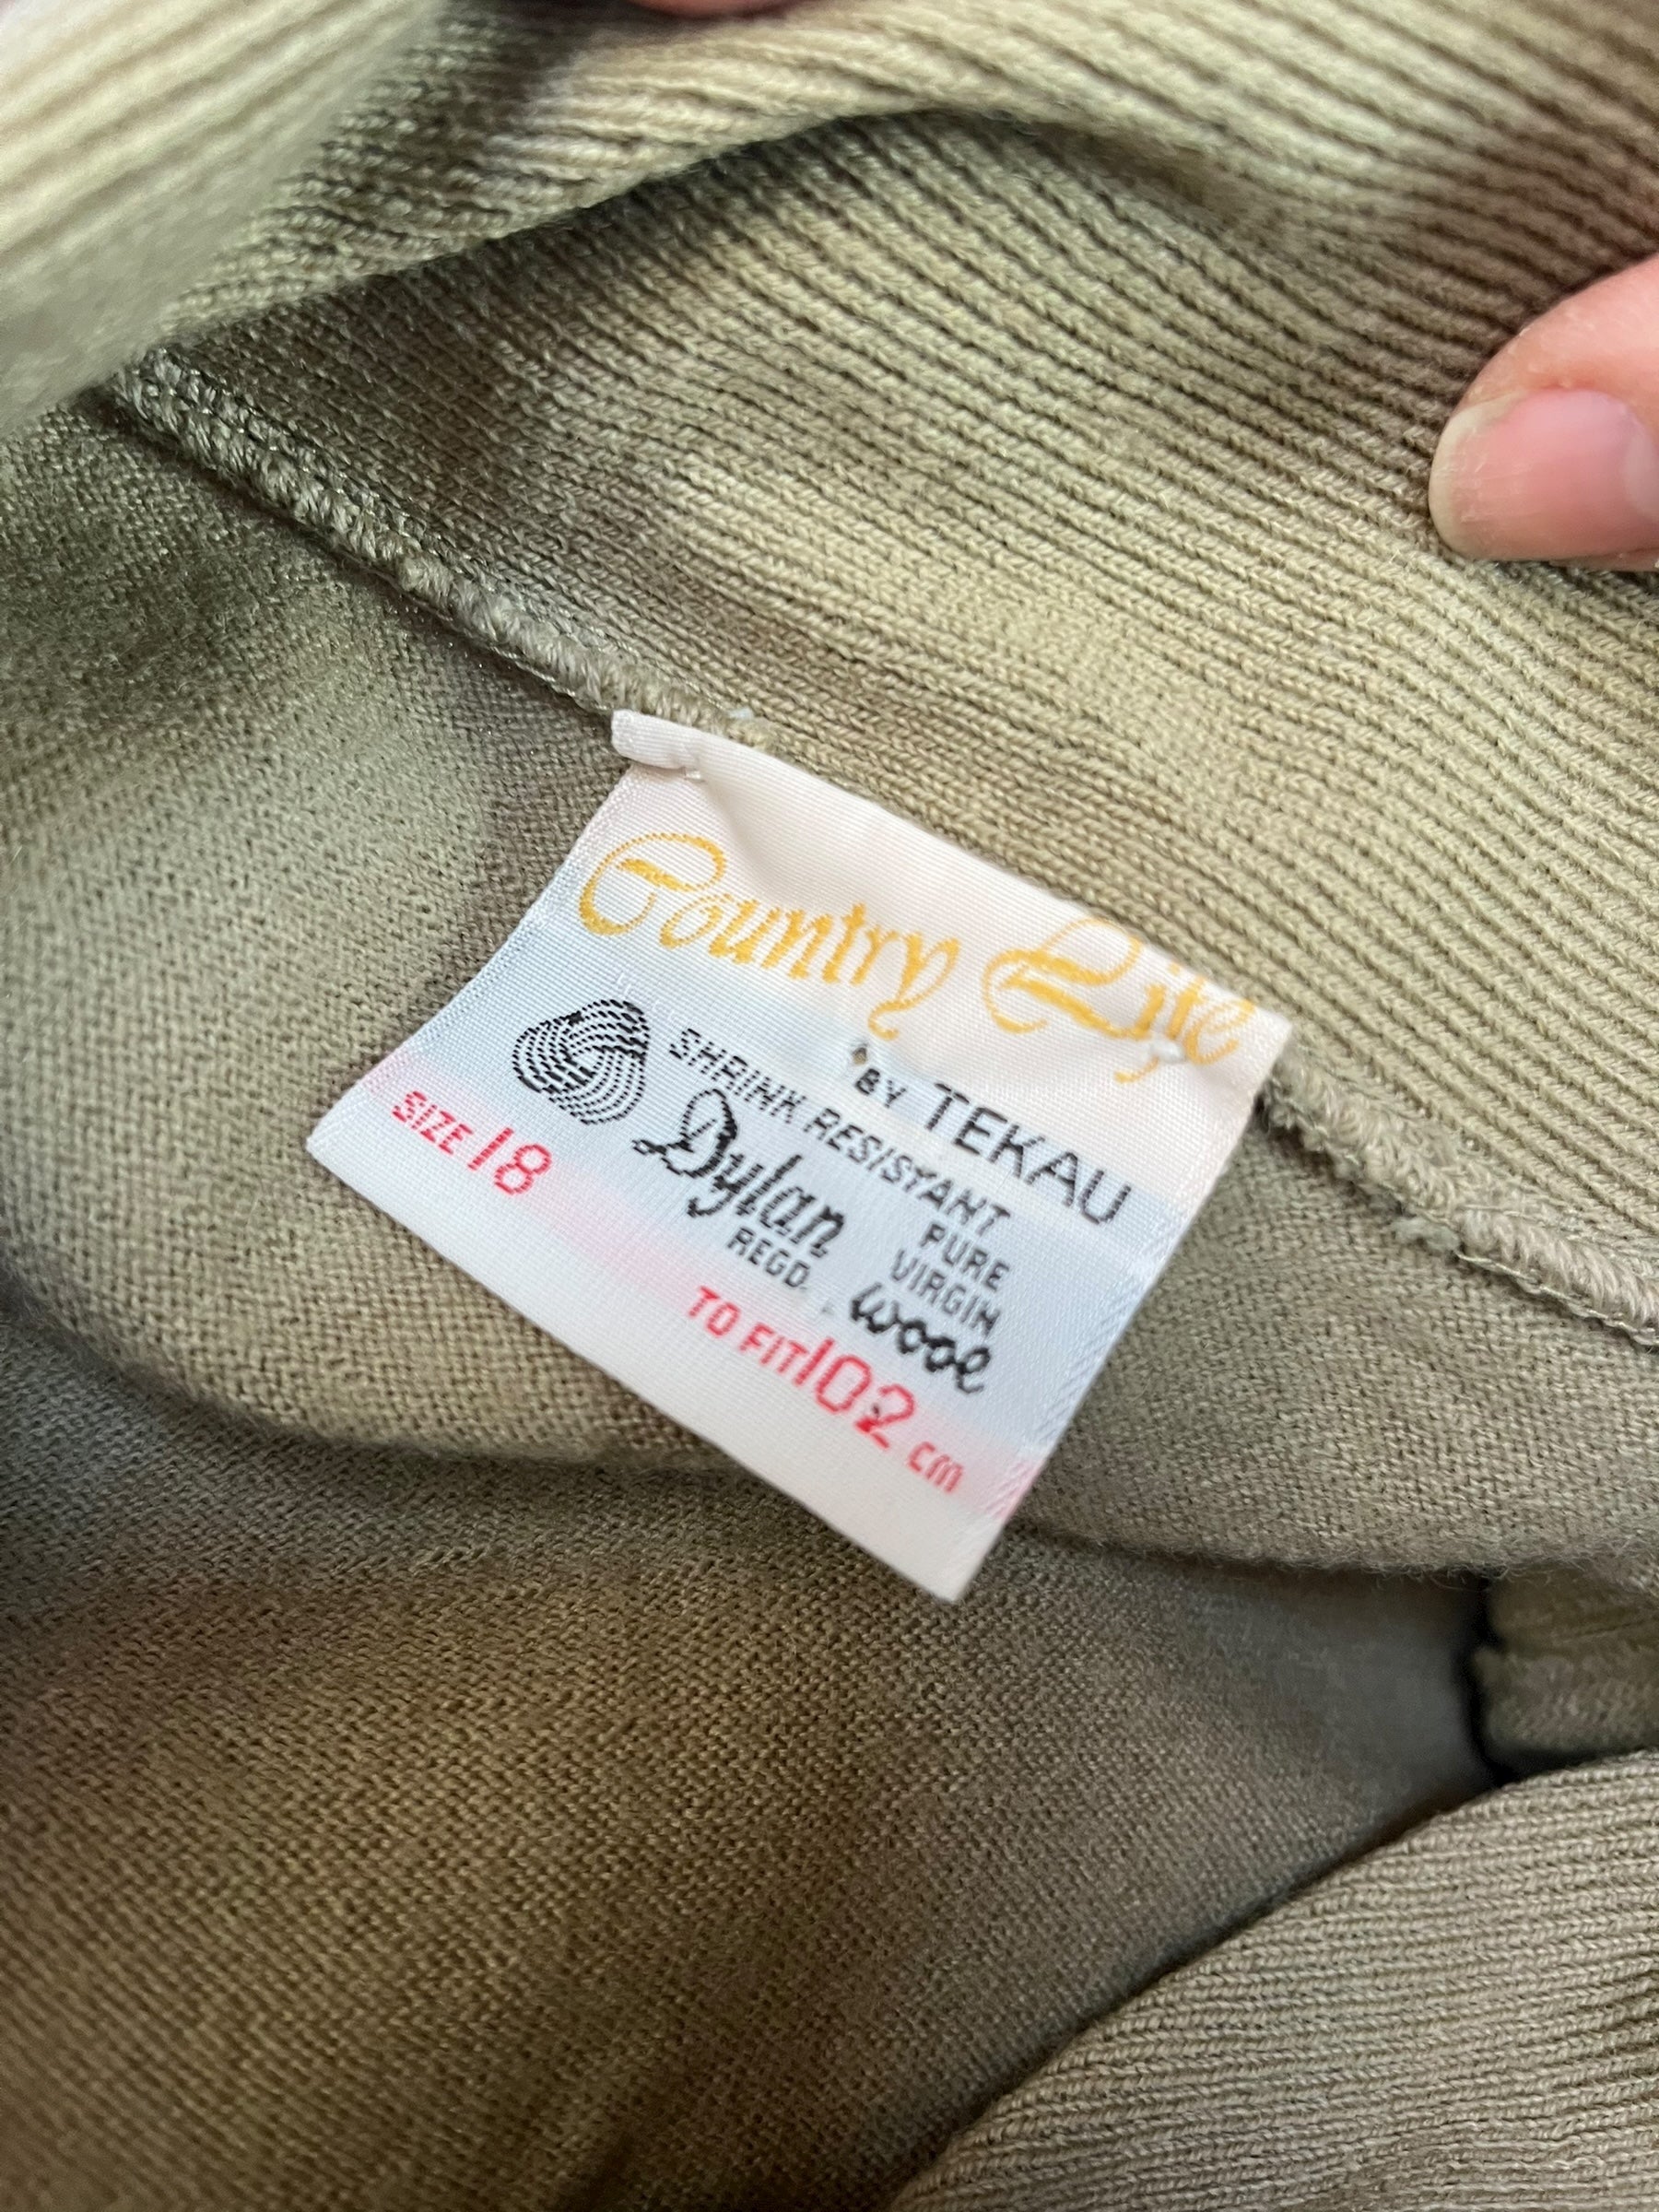 Country Life
BY TEKAU
SHRINK RESISTANT
Dylan PURE
REGD. VIRGIN
wool
SIZE 18 TO FIT 102 cm